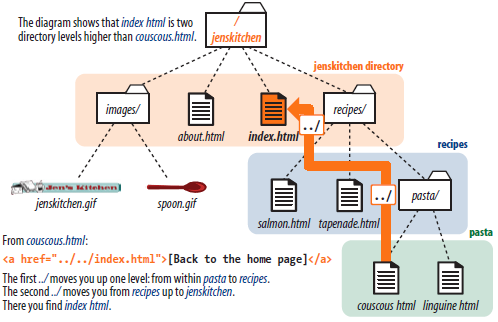 The diagram shows that index html is two
directory levels higher than couscous.html.
/
jenskitchen
jenskitchen directory
images/
about.html
index.html
recipes/
../
recipes
Jen's Kitchen
jenskitchen.gif
spoon.gif
salmon.html
tapenade.html
../
pasta/
pasta
From couscous.html:
<a href="../../index.html">[Back to the home page]</a>
The first ../ moves you up one level: from within pasta to recipes.
The second ../ moves you from recipes up to jenskitchen.
There you find index html.
couscous html
linguine html